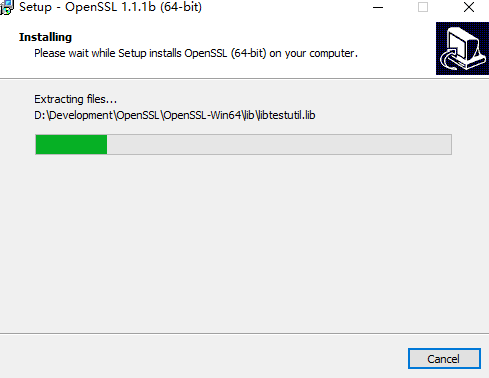 Setup - OpenSSL 1.1.1b (64-bit)
Installing
Please wait while Setup installs OpenSSL (64-bit) on your computer.
Extracting files...
D:\Development\OpenSSL\OpenSSL-Win64\lib\libtestutil.lib
Cancel